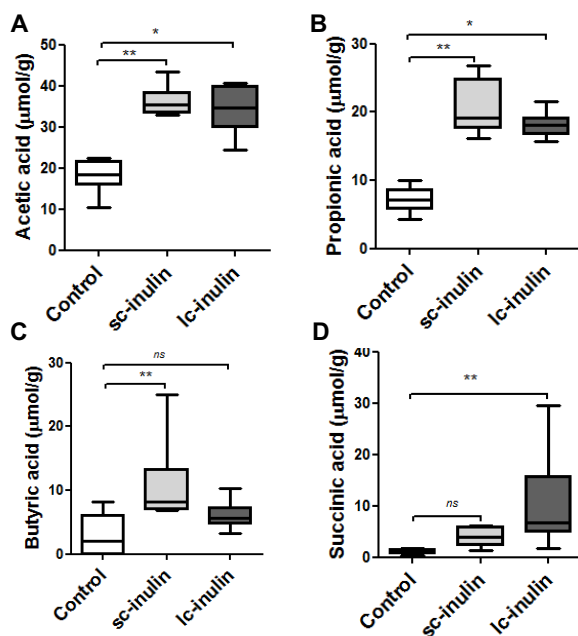 A
Acetic acid (μmol/g)
50
40
30
20
10
0
*
**
Control
sc-inulin
lc-inulin
B
Propionic acid (μmol/g)
30
20
10
0
*
**
Control
sc-inulin
lc-inulin
C
Butyric acid (μmol/g)
30
20
10
0
ns
**
Control
sc-inulin
lc-inulin
D
Succinic acid (μmol/g)
40
30
20
10
0
**
ns
Control
sc-inulin
lc-inulin